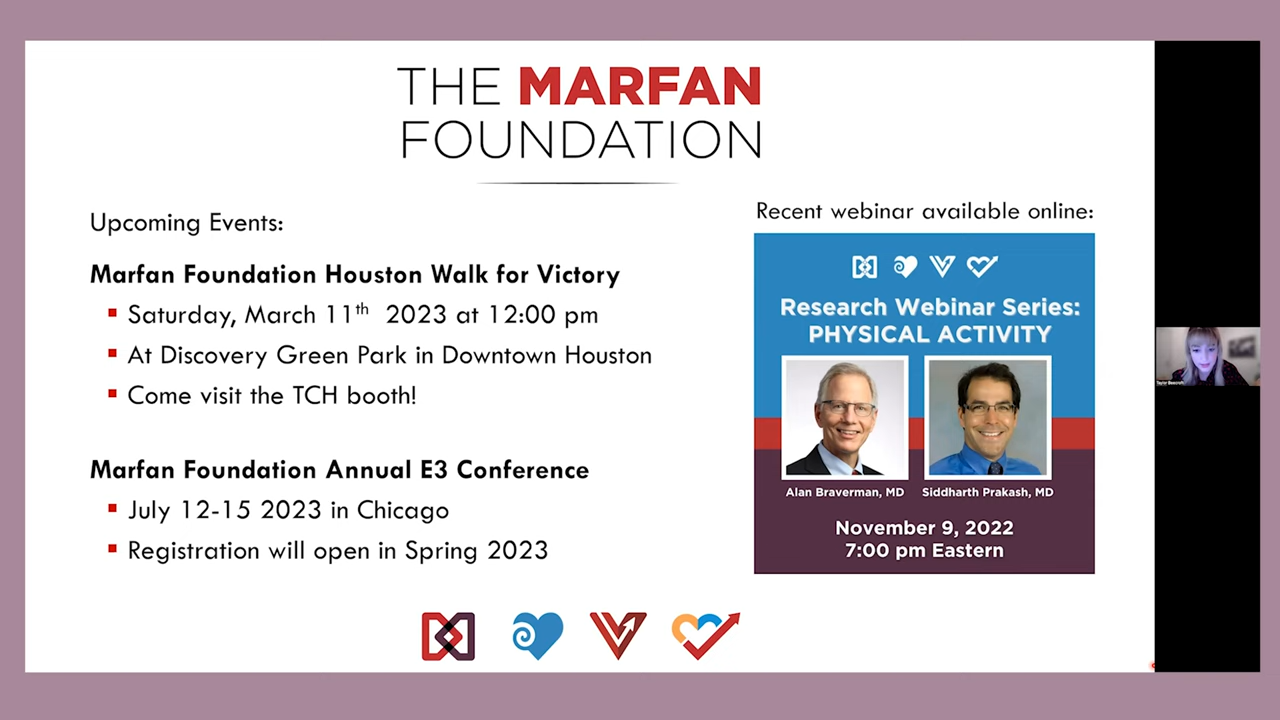 THE MARFAN
FOUNDATION
Upcoming Events:
Marfan Foundation Houston Walk for Victory
Saturday, March 11th 2023 at 12:00 pm
At Discovery Green Park in Downtown Houston
Come visit the TCH booth!
Marfan Foundation Annual E3 Conference
July 12-15 2023 in Chicago
Registration will open in Spring 2023
Recent webinar available online:
Research Webinar Series:
PHYSICAL ACTIVITY
Alan Braverman, MD
Siddharth Prakash, MD
November 9, 2022
7:00 pm Eastern
Taylor Beecroft